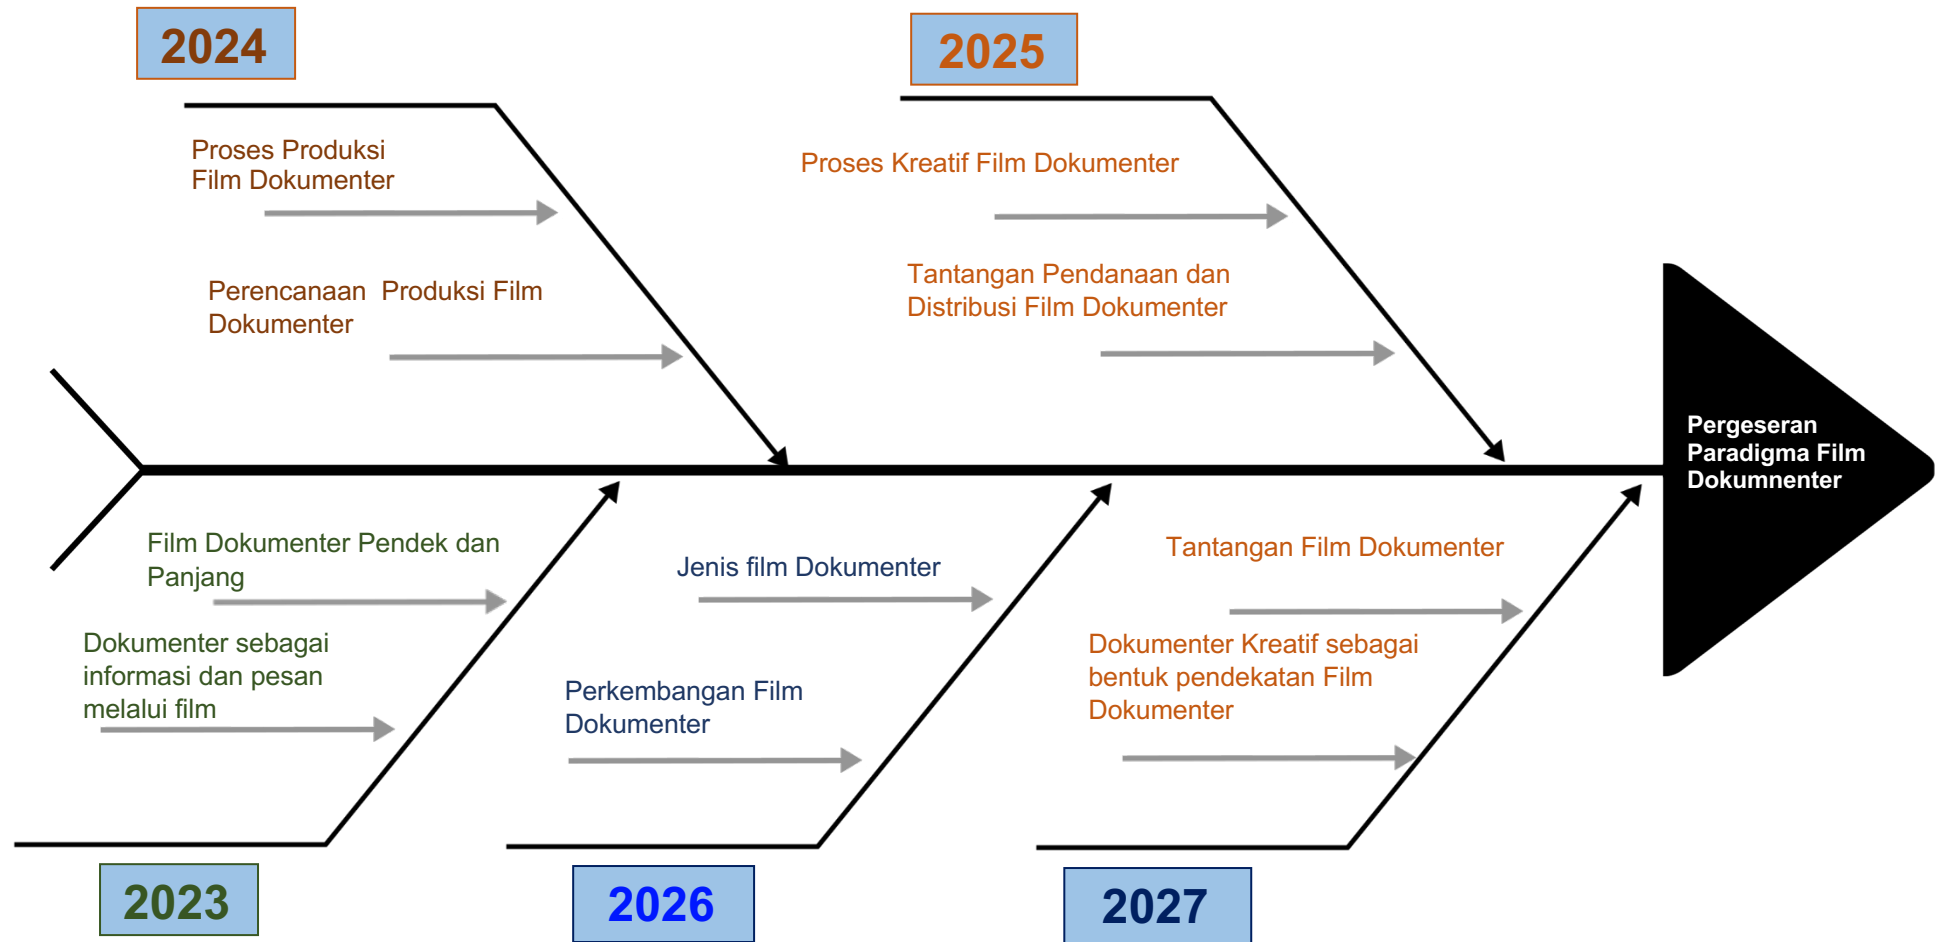 2024
2025
Proses Produksi
Film Dokumenter
Proses Kreatif Film Dokumenter
Perencanaan  Produksi Film
Dokumenter
Tantangan Pendanaan dan
Distribusi Film Dokumenter
Pergeseran
Paradigma Film
Dokumnenter
Film Dokumenter Pendek dan
Panjang
Dokumenter sebagai
informasi dan pesan
melalui film
Jenis film Dokumenter
Perkembangan Film
Dokumenter
Tantangan Film Dokumenter
Dokumenter Kreatif sebagai
bentuk pendekatan Film
Dokumenter
2023
2026
2027